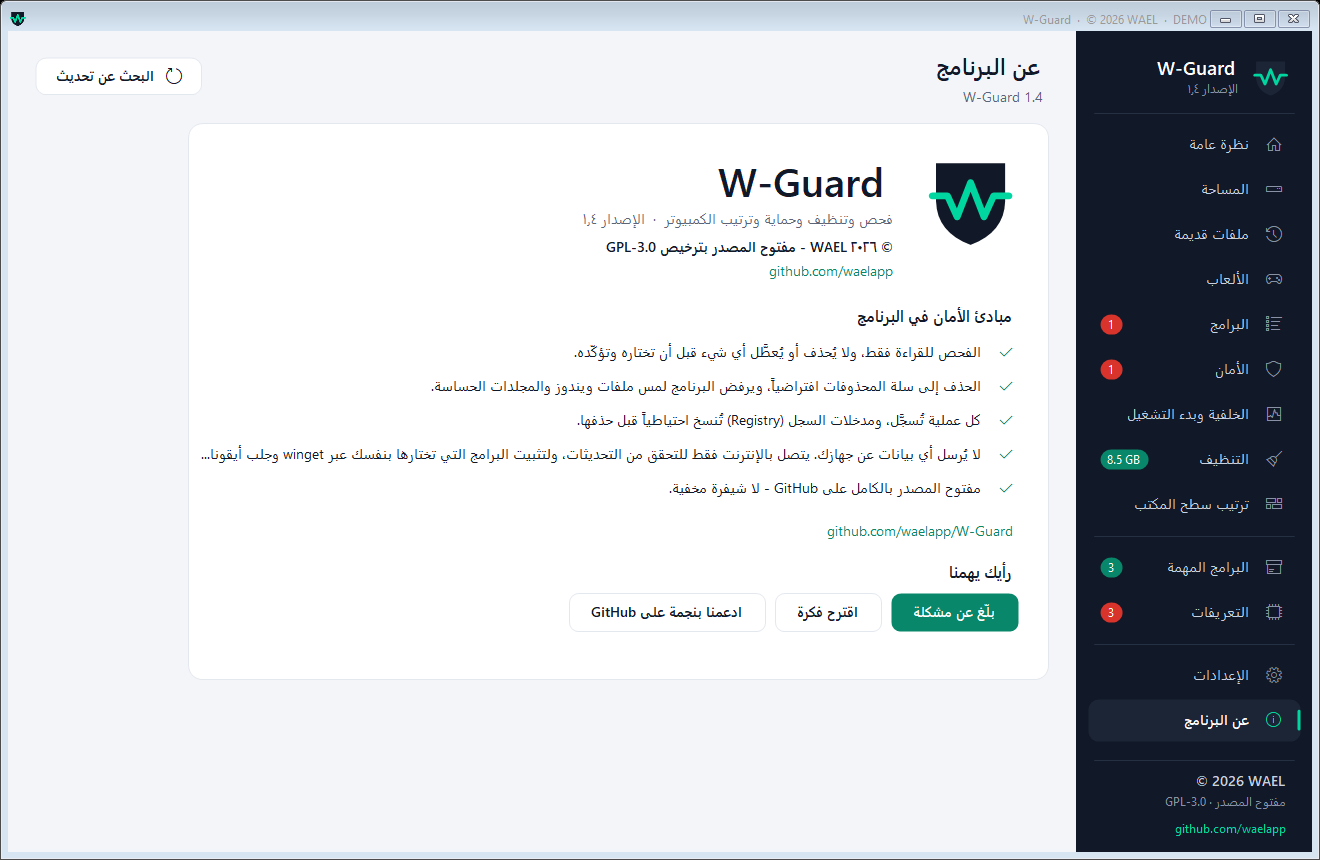 W-Guard · © 2026 WAEL · DEMO
W-Guard
الإصدار ١٫٤
نظرة عامة
المساحة
ملفات قديمة
الألعاب
البرامج 1
الأمان 1
الخلفية وبدء التشغيل
التنظيف 8.5 GB
ترتيب سطح المكتب
البرامج المهمة 3
التعريفات 3
الإعدادات
عن البرنامج
© 2026 WAEL
مفتوح المصدر · GPL-3.0
github.com/waelapp
عن البرنامج
W-Guard 1.4
البحث عن تحديث
W-Guard
فحص وتنظيف وحماية وترتيب الكمبيوتر · الإصدار ١٫٤
© ٢٠٢٦ WAEL - مفتوح المصدر بترخيص GPL-3.0
github.com/waelapp
مبادئ الأمان في البرنامج
الفحص للقراءة فقط، ولا يُحذف أو يُعطَّل أي شيء قبل أن تختاره وتؤكّده.
الحذف إلى سلة المحذوفات افتراضياً، ويرفض البرنامج لمس ملفات ويندوز والمجلدات الحساسة.
كل عملية تُسجَّل، ومدخلات السجل (Registry) تُنسخ احتياطياً قبل حذفها.
لا يُرسل أي بيانات عن جهازك. يتصل بالإنترنت فقط للتحقق من التحديثات، ولتثبيت البرامج التي تختارها بنفسك عبر winget وجلب أيقونا...
مفتوح المصدر بالكامل على GitHub - لا شيفرة مخفية.
github.com/waelapp/W-Guard
رأيك يهمنا
بلّغ عن مشكلة
اقترح فكرة
ادعمنا بنجمة على GitHub